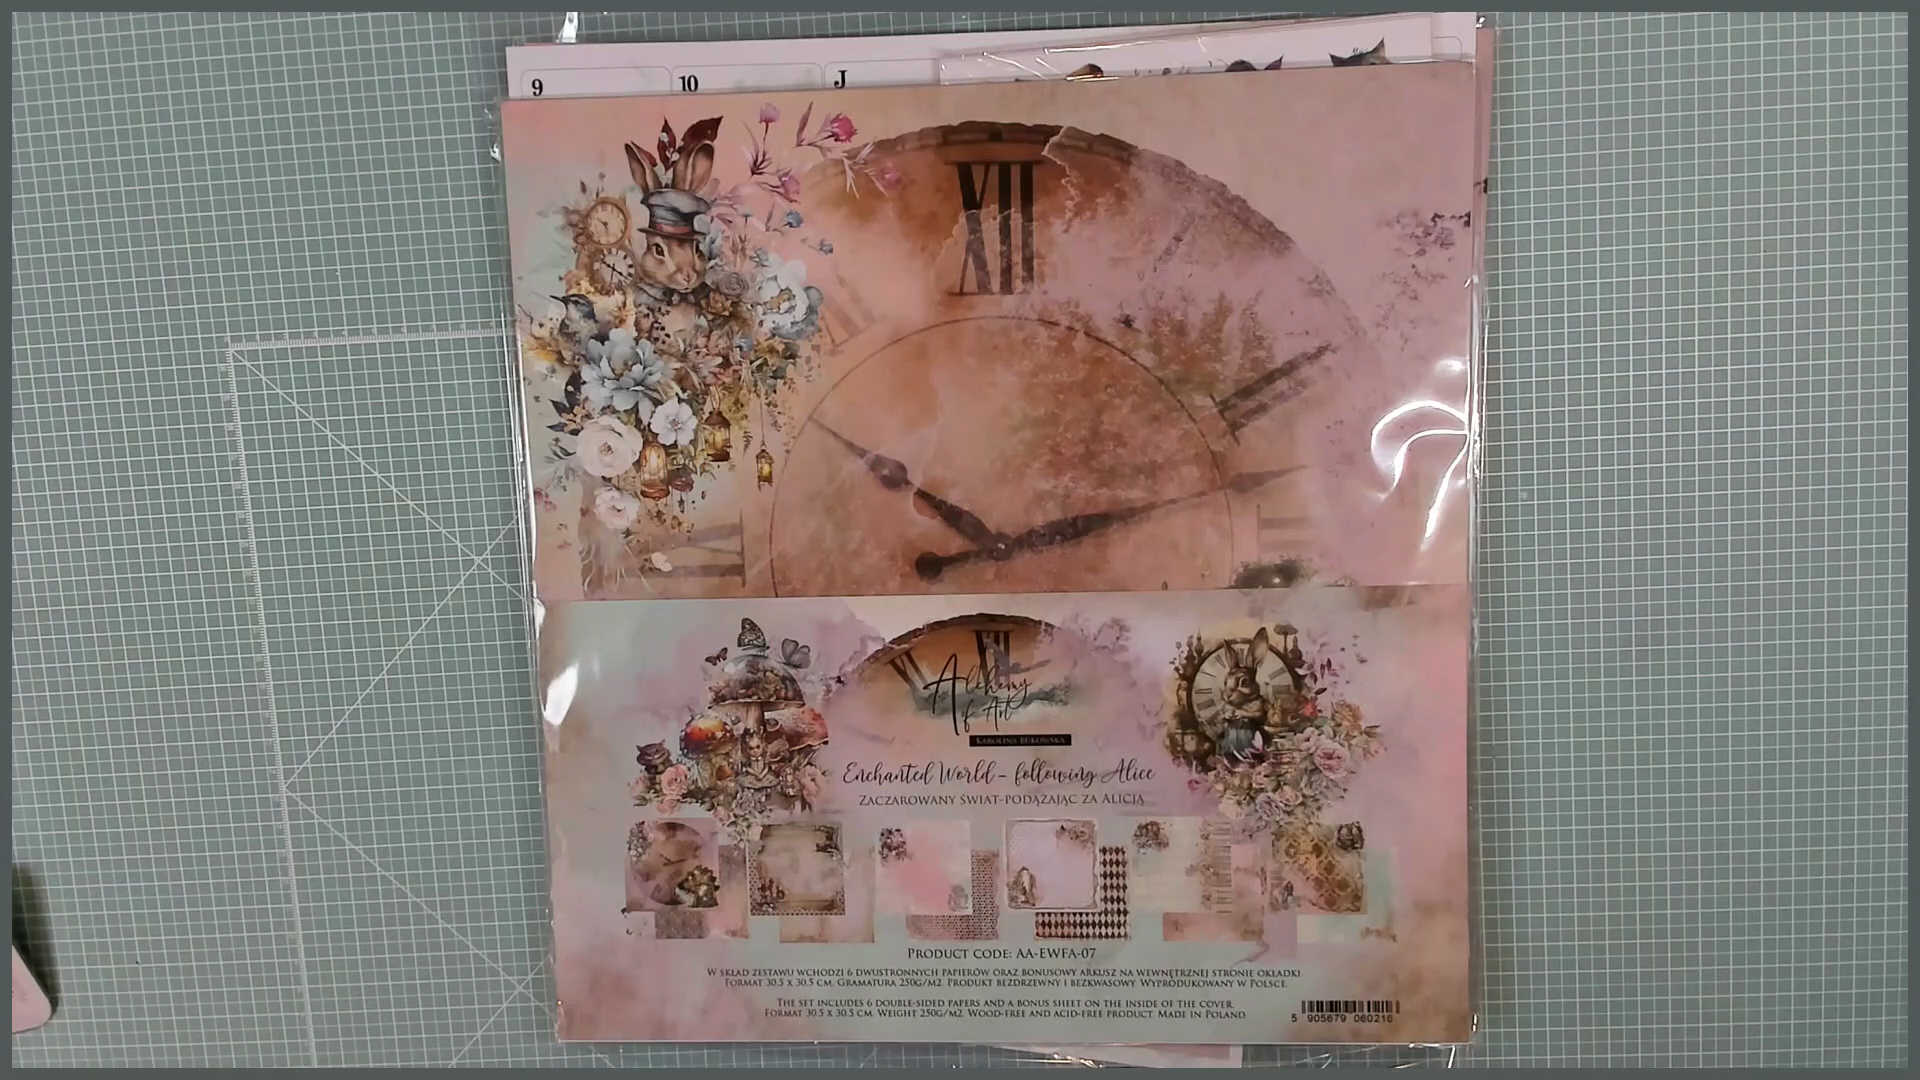 9 10 J
XII
Alchemy
of Art
Karolina Bukowska
Enchanted World - following Alice
Zaczarowany świat-podążając za Alicją
Product code: AA-EWFA-07
W skład zestawu wchodzi 6 dwustronnych papierów oraz bonusowy arkusz na wewnętrznej stronie okładki.
Format 30.5 x 30.5 cm. Gramatura 250g/m2. Produkt bezdrzewny i bezkwasowy. Wyprodukowany w Polsce.
The set includes 6 double-sided papers and a bonus sheet on the inside of the cover.
Format 30.5 x 30.5 cm. Weight 250g/m2. Wood-free and acid-free product. Made in Poland.
5 905679 060216